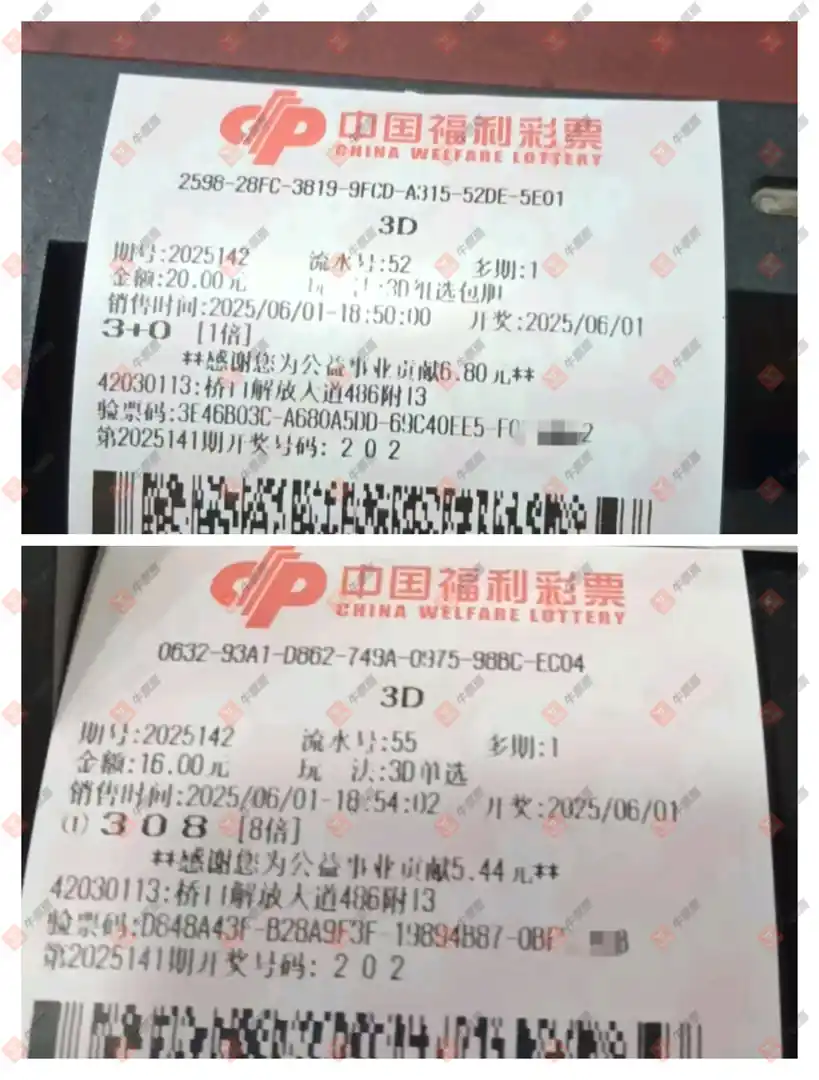 中国福利彩票
CHINA WELFARE LOTTERY
2598-28FC-3819-9FCD-A315-52DE-5E01
3D
期号:2025142 流水号:52 多期:1
金额:20.00元 玩 法:3D组选包胆
销售时间:2025/06/01-18:50:00 开奖:2025/06/01
3+0 [1倍]
**感谢您为公益事业贡献6.80元**
42030113:桥口解放大道486附13
验票码:3E46B03C-A680A5DD-69C40EE5-F0 2
第2025141期开奖号码: 2 0 2
中国福利彩票
CHINA WELFARE LOTTERY
0632-93A1-D862-749A-0975-98BC-EC04
3D
期号:2025142 流水号:55 多期:1
金额:16.00元 玩 法:3D单选
销售时间:2025/06/01-18:54:02 开奖:2025/06/01
(1) 3 0 8 [8倍]
**感谢您为公益事业贡献5.44元**
42030113:桥口解放大道486附13
验票码:D648A43F-B28A9F3F-19894B87-0BF 8
第2025141期开奖号码: 2 0 2